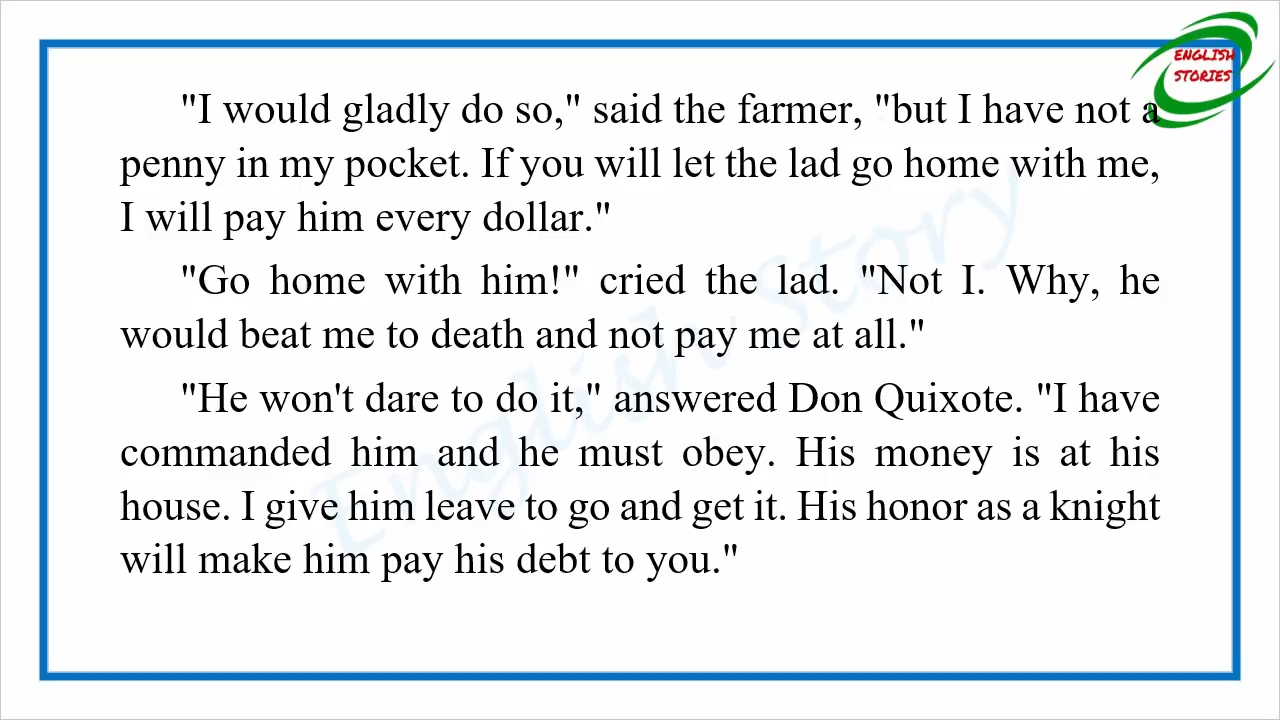 ENGLISH
STORIES
"I would gladly do so," said the farmer, "but I have not a
penny in my pocket. If you will let the lad go home with me,
I will pay him every dollar."
"Go home with him!" cried the lad. "Not I. Why, he
would beat me to death and not pay me at all."
"He won't dare to do it," answered Don Quixote. "I have
commanded him and he must obey. His money is at his
house. I give him leave to go and get it. His honor as a knight
will make him pay his debt to you."
English Story